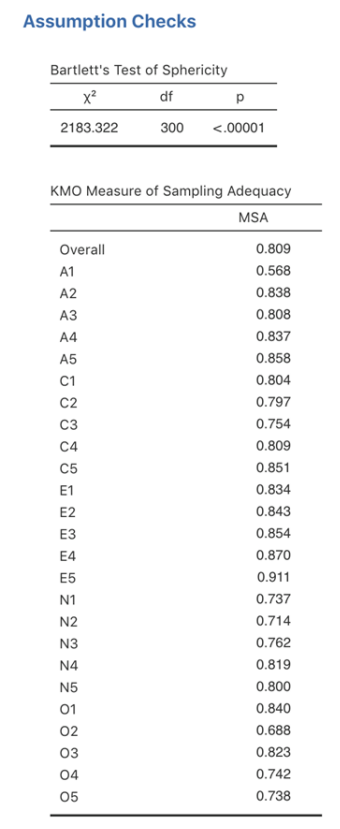 Assumption Checks
Bartlett's Test of Sphericity
χ² df p
2183.322 300 <.00001
KMO Measure of Sampling Adequacy
MSA
Overall 0.809
A1 0.568
A2 0.838
A3 0.808
A4 0.837
A5 0.858
C1 0.804
C2 0.797
C3 0.754
C4 0.809
C5 0.851
E1 0.834
E2 0.843
E3 0.854
E4 0.870
E5 0.911
N1 0.737
N2 0.714
N3 0.762
N4 0.819
N5 0.800
O1 0.840
O2 0.688
O3 0.823
O4 0.742
O5 0.738